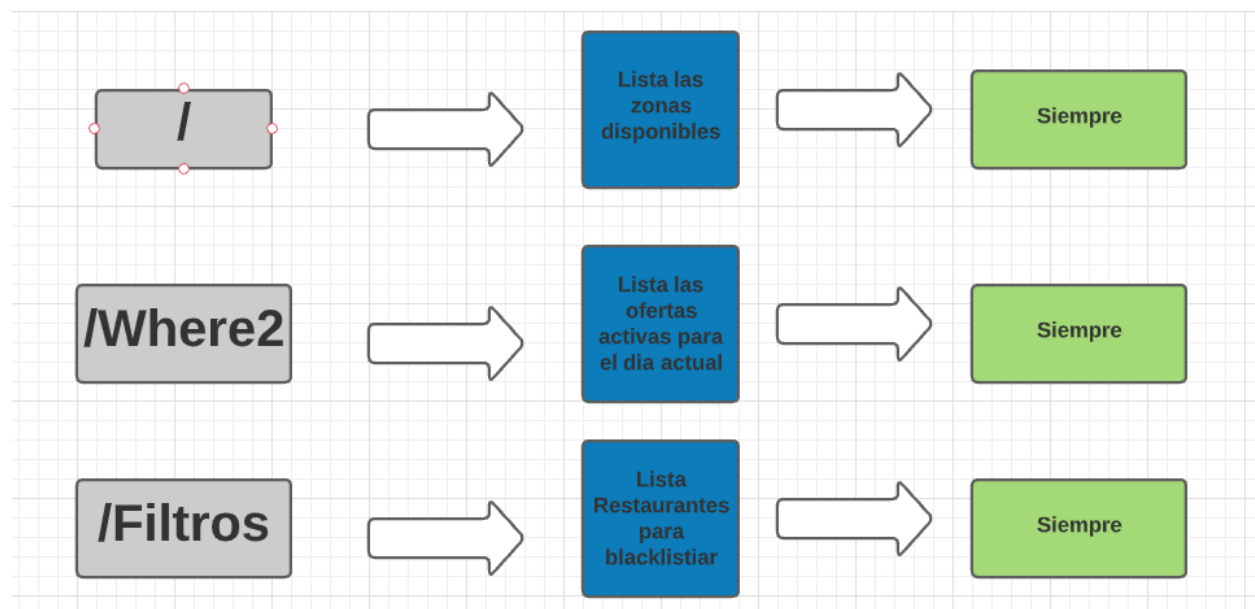 /
Lista las
zonas
disponibles
Siempre
/Where2
Lista las
ofertas
activas para
el dia actual
Siempre
/Filtros
Lista
Restaurantes
para
blacklistiar
Siempre